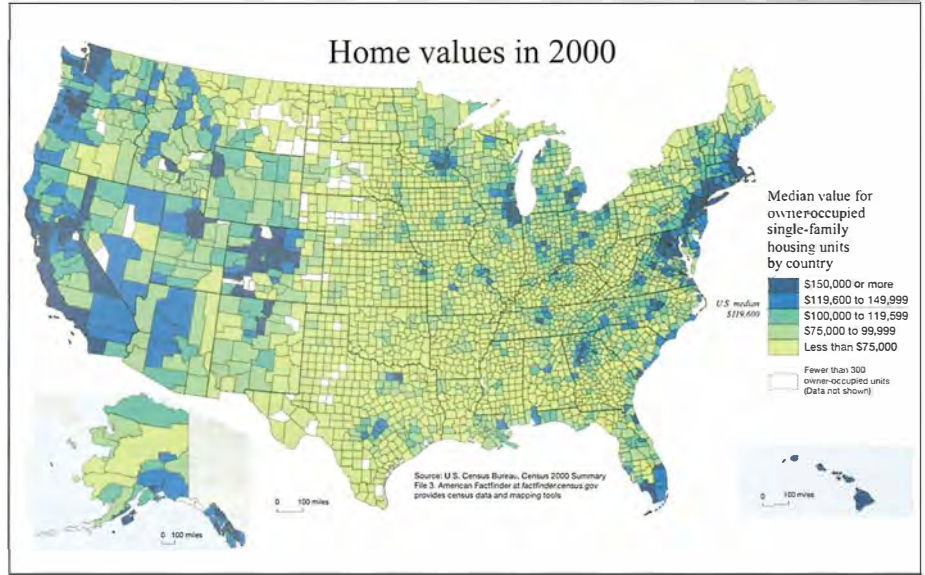 Home values in 2000
Median value for
owner-occupied
single-family
housing units
by country
$150,000 or more
$119,600 to 149,999
$100,000 to 119,599
$75,000 to 99,999
Less than $75,000
U.S. median
$119,600
Fewer than 300
owner-occupied units
(Data not shown)
Source: U.S. Census Bureau, Census 2000 Summary
File 3. American Factfinder at factfinder.census.gov
provides census data and mapping tools
0 100 miles
0 100 miles
0 100 miles